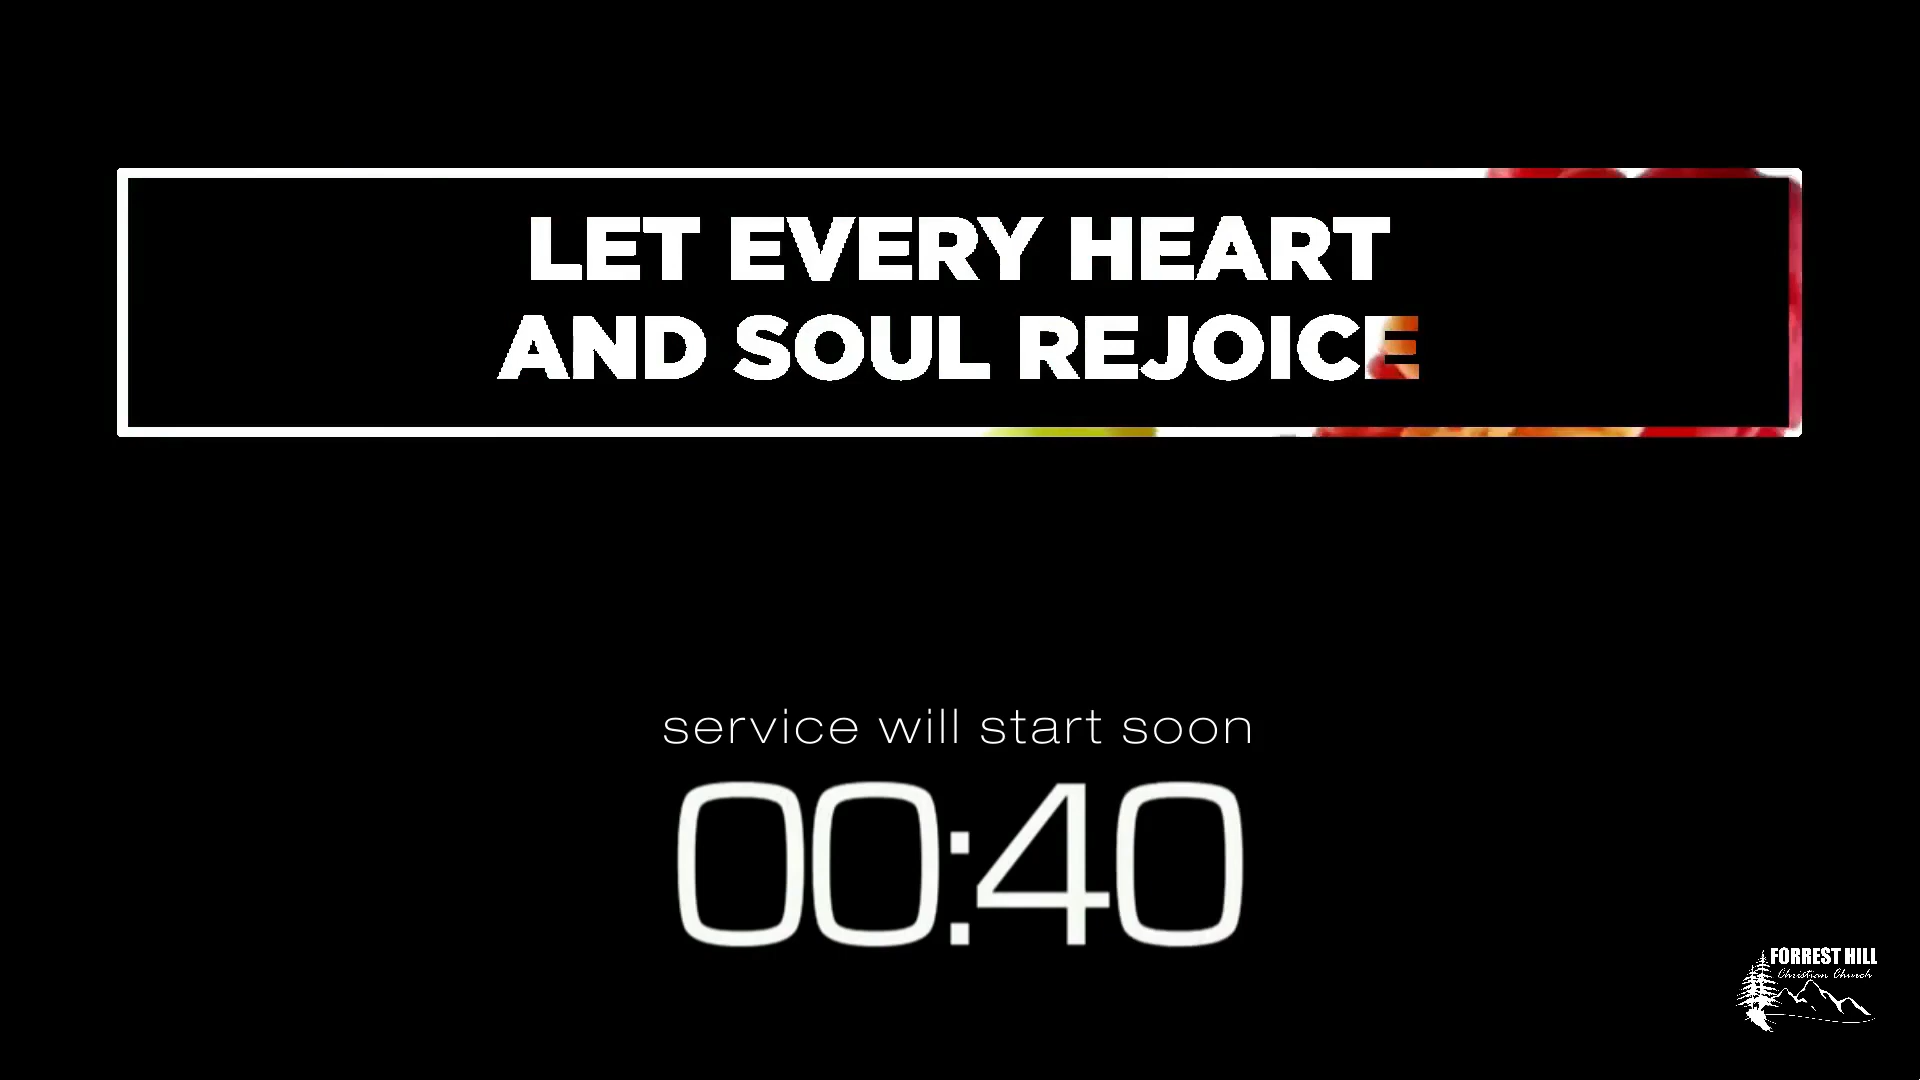 LET EVERY HEART
AND SOUL REJOICE
service will start soon
00:40
FORREST HILL
Christian Church